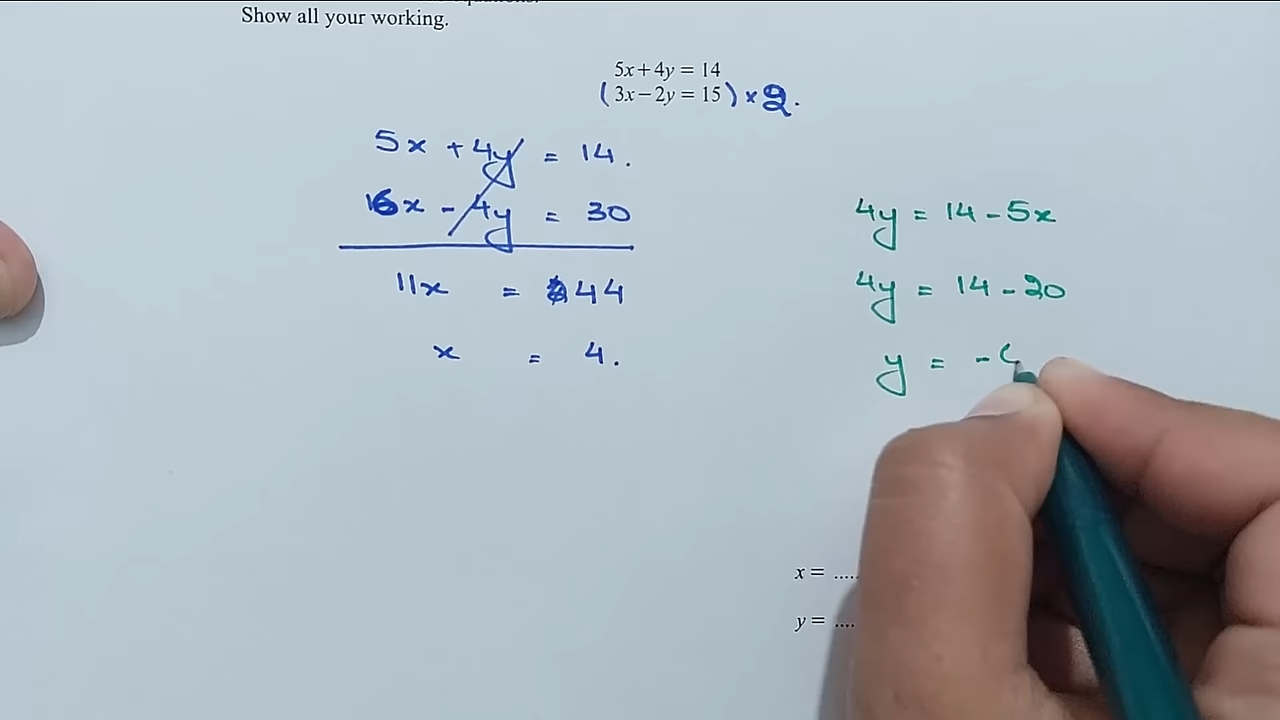 Show all your working.
5x+4y = 14
(3x−2y = 15) × 2.
5x + 4y = 14.
6x - 4y = 30
11x = 44
x = 4.
4y = 14 - 5x
4y = 14 - 20
y = -
x = .....
y = ....